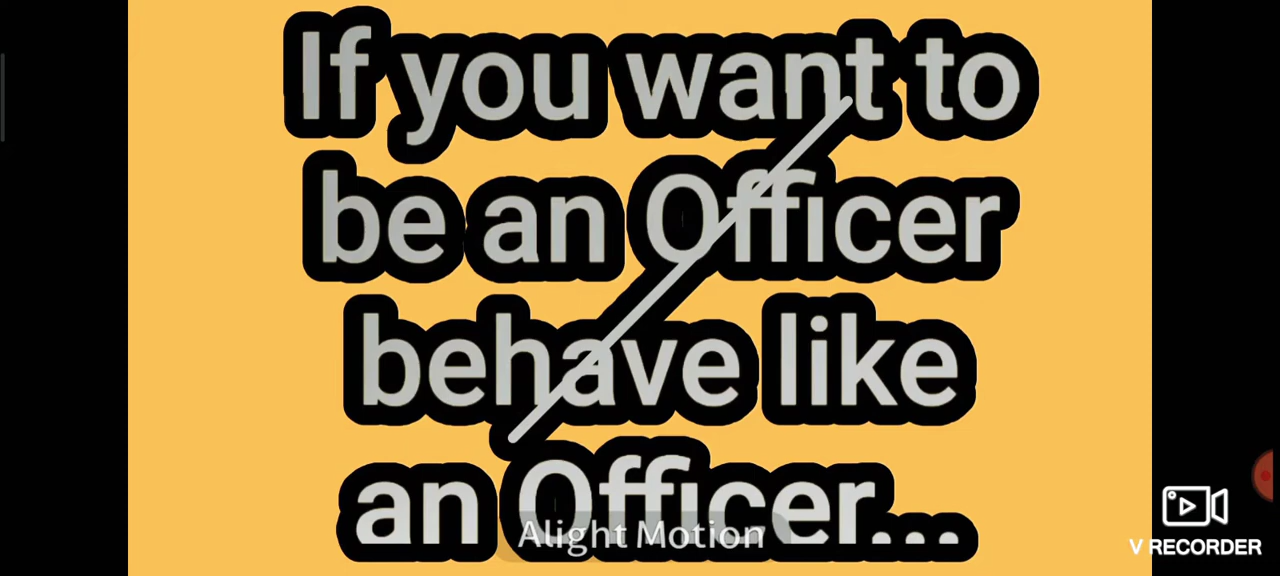 If you want to
be an Officer
behave like
an Officer...
Alight Motion
V RECORDER